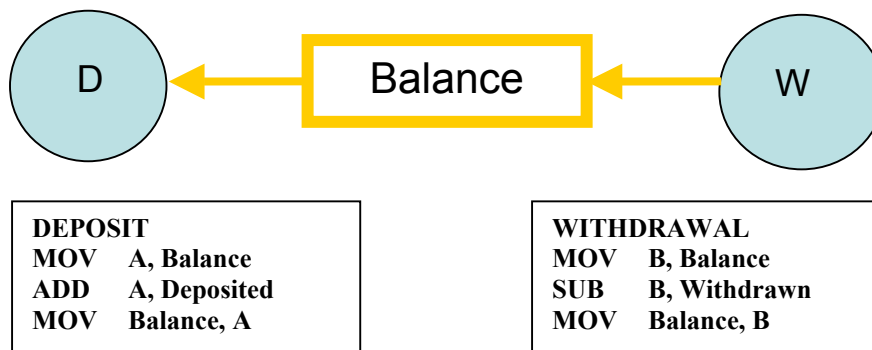 D
Balance
W
DEPOSIT
MOV A, Balance
ADD A, Deposited
MOV Balance, A
WITHDRAWAL
MOV B, Balance
SUB B, Withdrawn
MOV Balance, B